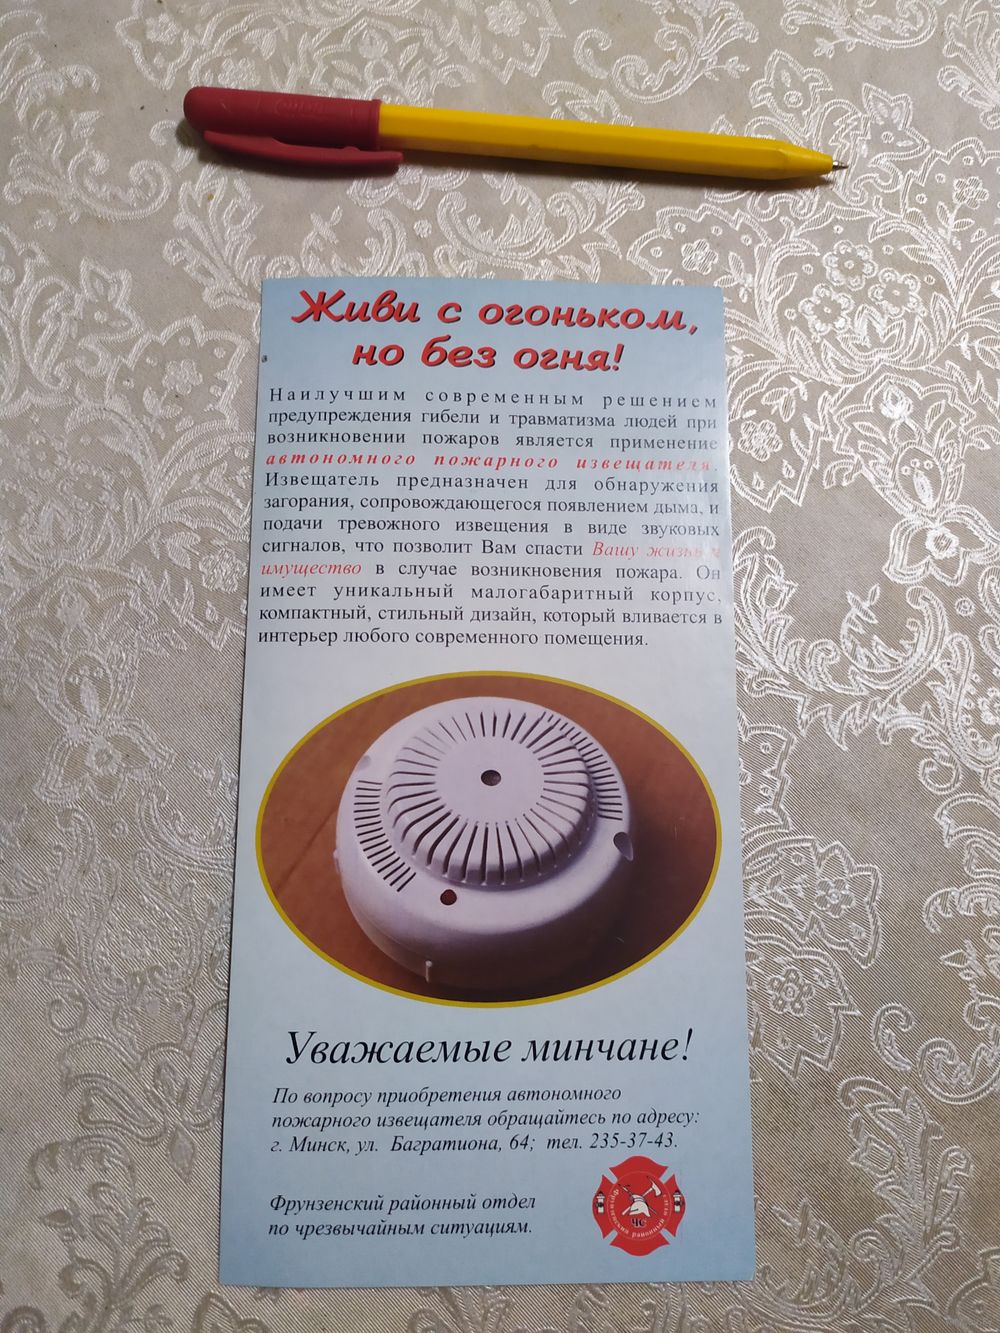 Живи с огоньком,
но без огня!
Наилучшим современным решением
предупреждения гибели и травматизма людей при
возникновении пожаров является применение
автономного пожарного извещателя.
Извещатель предназначен для обнаружения
загорания, сопровождающегося появлением дыма, и
подачи тревожного извещения в виде звуковых
сигналов, что позволит Вам спасти Вашу жизнь и
имущество в случае возникновения пожара. Он
имеет уникальный малогабаритный корпус,
компактный, стильный дизайн, который вливается в
интерьер любого современного помещения.
Уважаемые минчане!
По вопросу приобретения автономного
пожарного извещателя обращайтесь по адресу:
г. Минск, ул. Багратиона, 64; тел. 235-37-43.
Фрунзенский районный отдел
по чрезвычайным ситуациям.
ЧС
Фрунзенский районный отдел